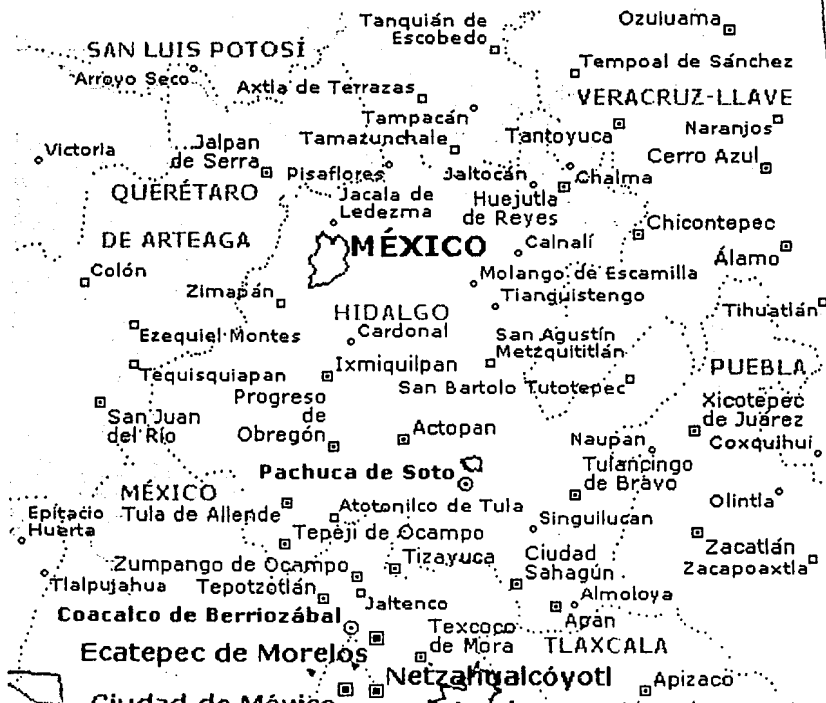 Tanquián de
Escobedo
Ozuluama
SAN LUIS POTOSÍ
Arroyo Seco
Axtla de Terrazas
Tempoal de Sánchez
VERACRUZ-LLAVE
Tampacán
Tamazunchale
Tantoyuca
Naranjos
Victoria
Jalpan
de Serra
Pisaflores
Jaltocán
Chalma
Cerro Azul
QUERÉTARO
DE ARTEAGA
Jacala de
Ledezma
Huejutla
de Reyes
Chicontepec
MÉXICO
Calnalí
Álamo
Colón
Zimapán
Molango de Escamilla
Tianguistengo
Tihuatlán
HIDALGO
Ezequiel Montes
Cardonal
San Agustín
Metzquititlán
Tequisquiapan
Ixmiquilpan
San Bartolo Tutotepec
PUEBLA
San Juan
del Río
Progreso
de
Obregón
Actopan
Xicotepec
de Juárez
Naupan
Coxquihui
Pachuca de Soto
Tulancingo
de Bravo
MÉXICO
Epitacio
Huerta
Tula de Allende
Atotonilco de Tula
Singuilucan
Olintla
Tepeji de Ocampo
Zumpango de Ocampo
Tizayuca
Ciudad
Sahagún
Zacatlán
Zacapoaxtla
Tlalpujahua
Tepotzotlán
Jaltenco
Almoloya
Coacalco de Berriozábal
Apan
Ecatepec de Morelos
Texcoco
de Mora
TLAXCALA
Netzahualcóyotl
Apizaco
Ciudad de México